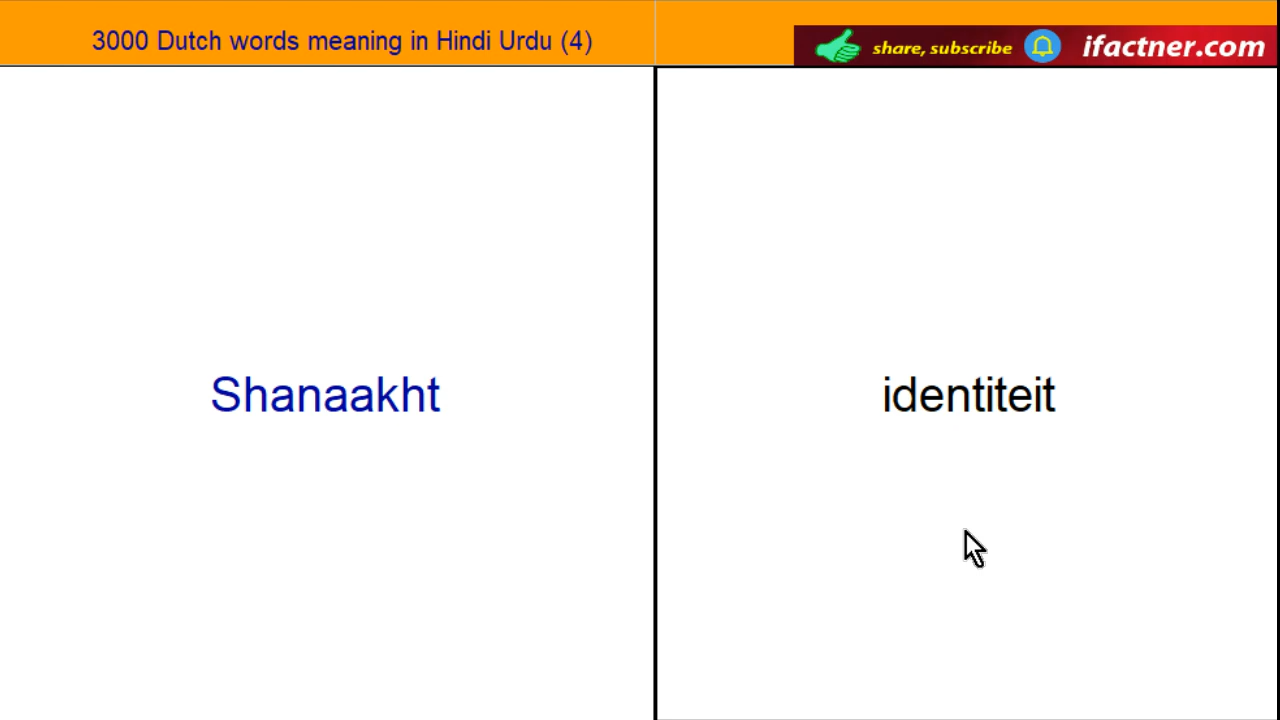 3000 Dutch words meaning in Hindi Urdu (4)
share, subscribe
ifactner.com
Shanaakht
identiteit